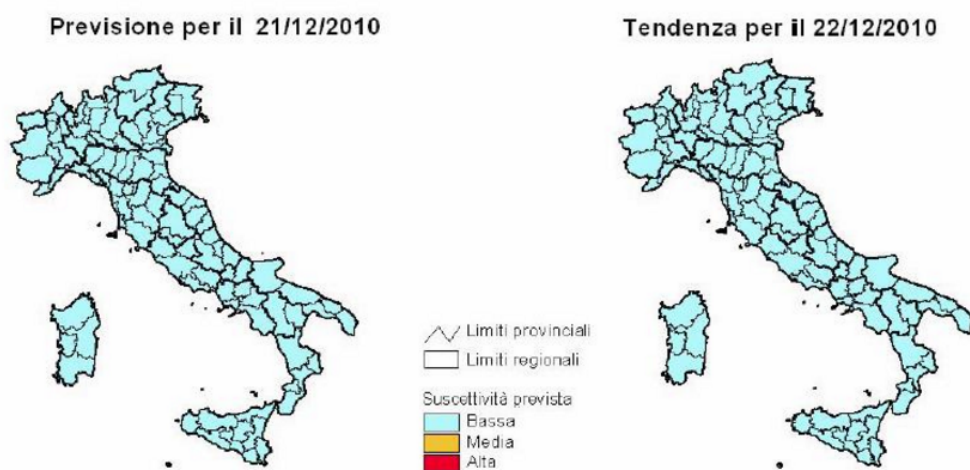 Previsione per il 21/12/2010
Tendenza per il 22/12/2010
Limiti provinciali
Limiti regionali
Suscettività prevista
Bassa
Media
Alta